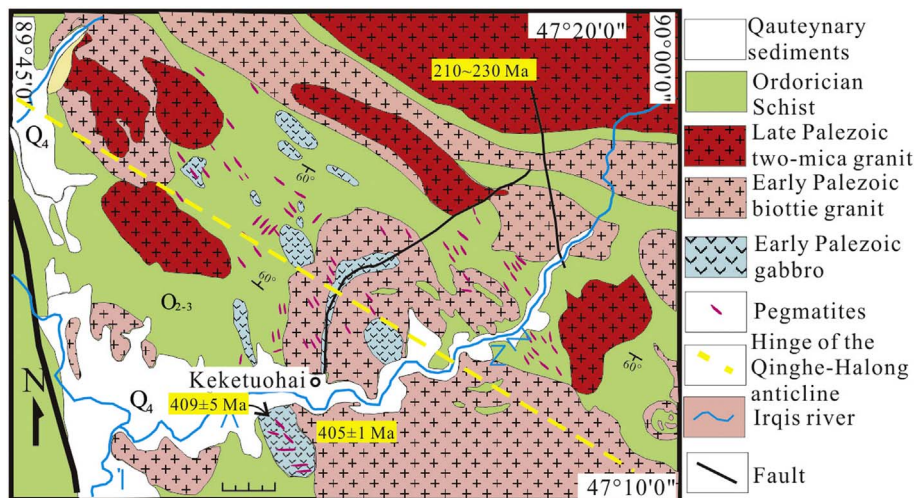 89°45'0"
47°20'0"
90°00'0"
210~230 Ma
Q4
60°
60°
O2-3
60°
Keketuohai
N
Q4
409±5 Ma
405±1 Ma
47°10'0"
Qauteynary
sediments
Ordorician
Schist
Late Palezoic
two-mica granit
Early Palezoic
biottie granit
Early Palezoic
gabbro
Pegmatites
Hinge of the
Qinghe-Halong
anticline
Irqis river
Fault